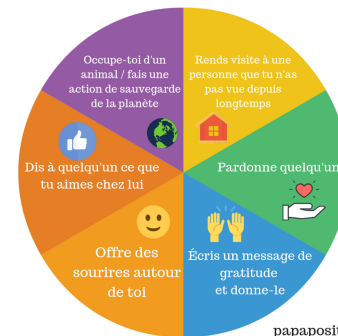 Occupe-toi d'un
animal / fais une
action de sauvegarde
de la planète
Rends visite à une
personne que tu n'as
pas vue depuis
longtemps
Pardonne quelqu'un
Écris un message de
gratitude
et donne-le
Offre des
sourires autour
de toi
Dis à quelqu'un ce que
tu aimes chez lui
papaposit